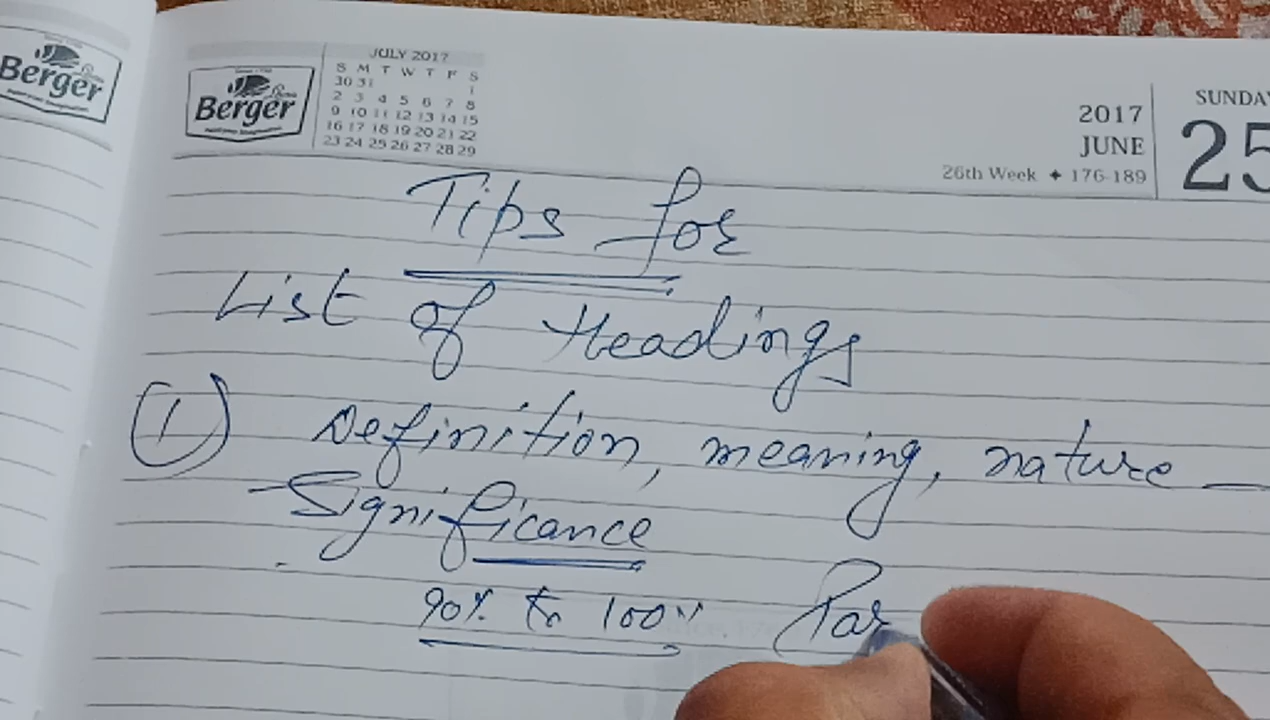 Berger
Berger
JULY 2017
S M T W T F S
30 31 1
2 3 4 5 6 7 8
9 10 11 12 13 14 15
16 17 18 19 20 21 22
23 24 25 26 27 28 29
2017
JUNE
26th Week ✦ 176-189
SUNDA
25
Tips for
List of Headings
1 Definition, meaning, nature
Significance
90% to 100%